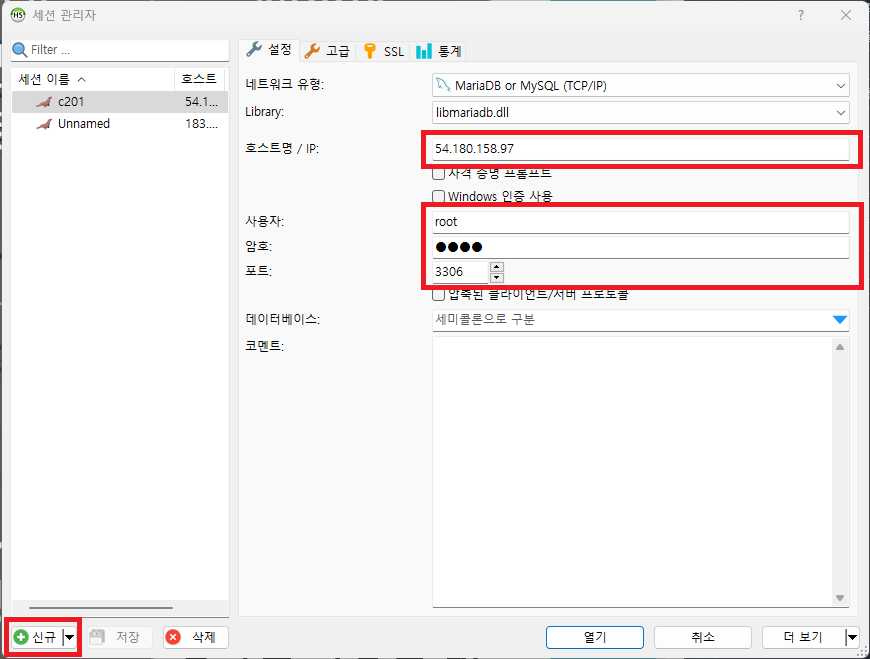 HS 세션 관리자 ?
Filter ...
세션 이름 호스트
c201 54.1...
Unnamed 183....
설정 고급 SSL 통계
네트워크 유형: MariaDB or MySQL (TCP/IP)
Library: libmariadb.dll
호스트명 / IP: 54.180.158.97
자격 증명 프롬프트
Windows 인증 사용
사용자: root
암호: ●●●●
포트: 3306
압축된 클라이언트/서버 프로토콜
데이터베이스: 세미콜론으로 구분
코멘트:
신규 저장 삭제 열기 취소 더 보기